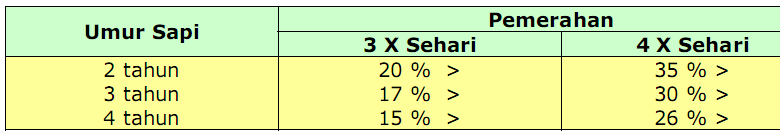 Umur Sapi Pemerahan
3 X Sehari 4 X Sehari
2 tahun 20 % > 35 % >
3 tahun 17 % > 30 % >
4 tahun 15 % > 26 % >